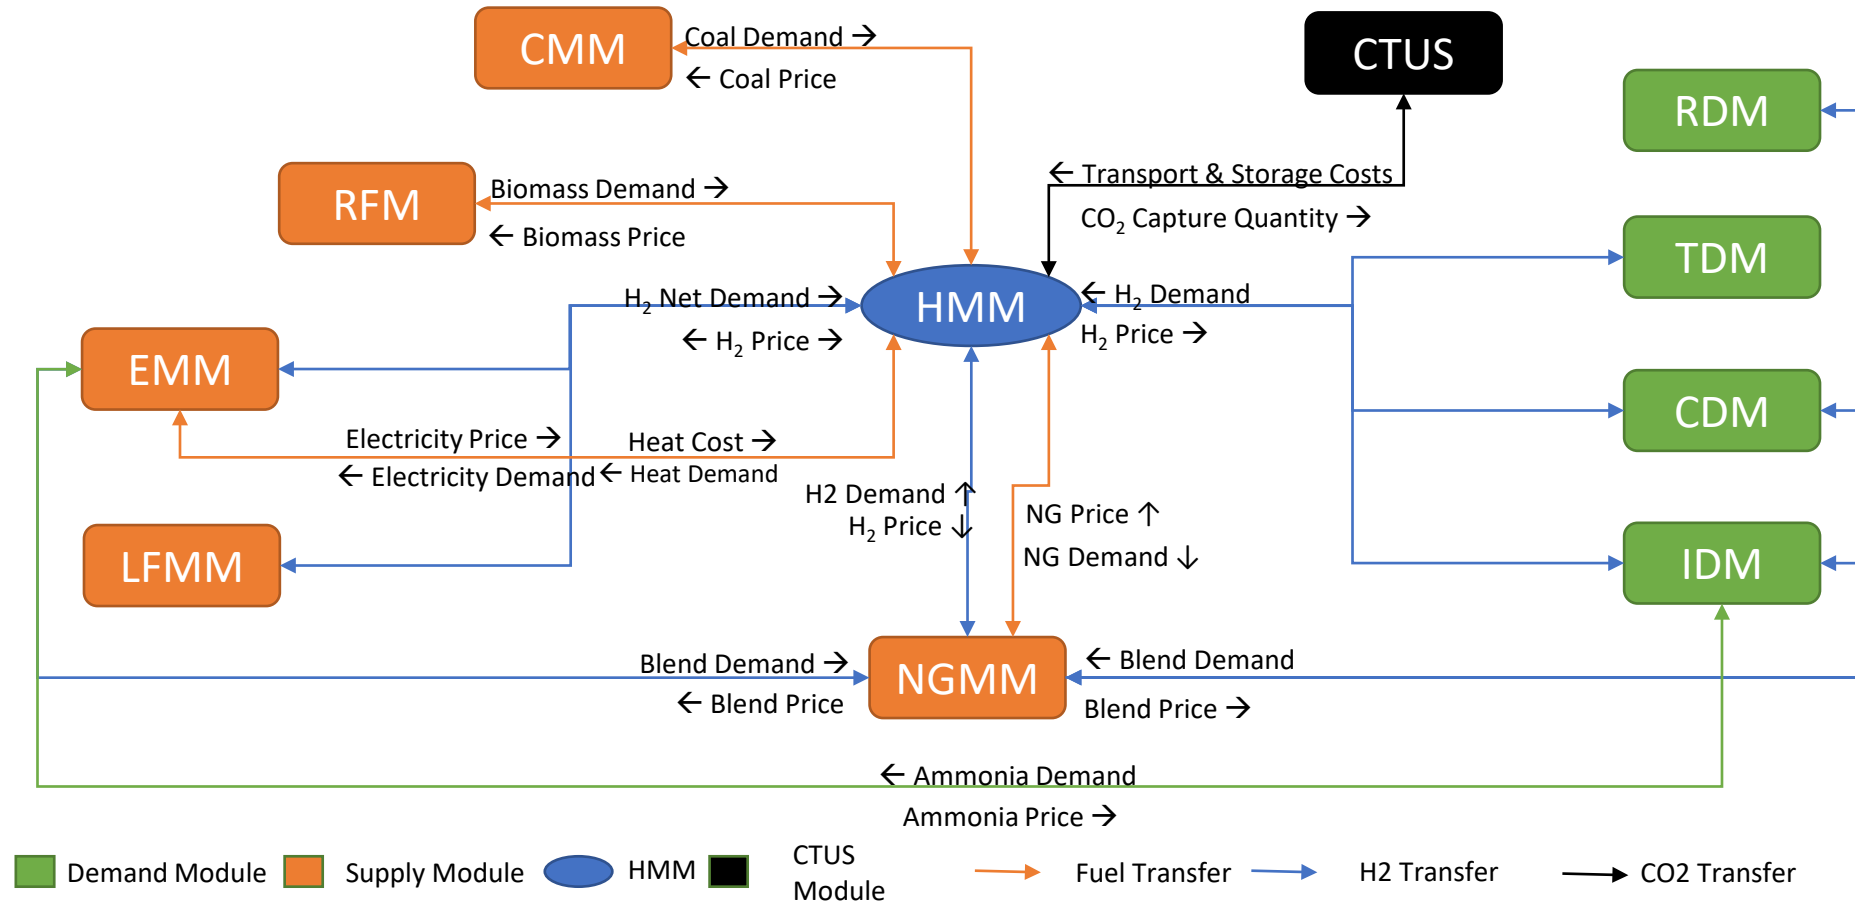 CMM
Coal Demand →
← Coal Price
CTUS
RDM
RFM
Biomass Demand →
← Biomass Price
← Transport & Storage Costs
CO₂ Capture Quantity →
TDM
HMM
H₂ Net Demand →
← H₂ Price →
← H₂ Demand
H₂ Price →
EMM
CDM
Electricity Price →
Heat Cost →
← Electricity Demand
← Heat Demand
H2 Demand ↑
H₂ Price ↓
NG Price ↑
NG Demand ↓
LFMM
IDM
Blend Demand →
← Blend Price
NGMM
← Blend Demand
Blend Price →
← Ammonia Demand
Ammonia Price →
Demand Module
Supply Module
HMM
CTUS
Module
Fuel Transfer
H2 Transfer
CO2 Transfer